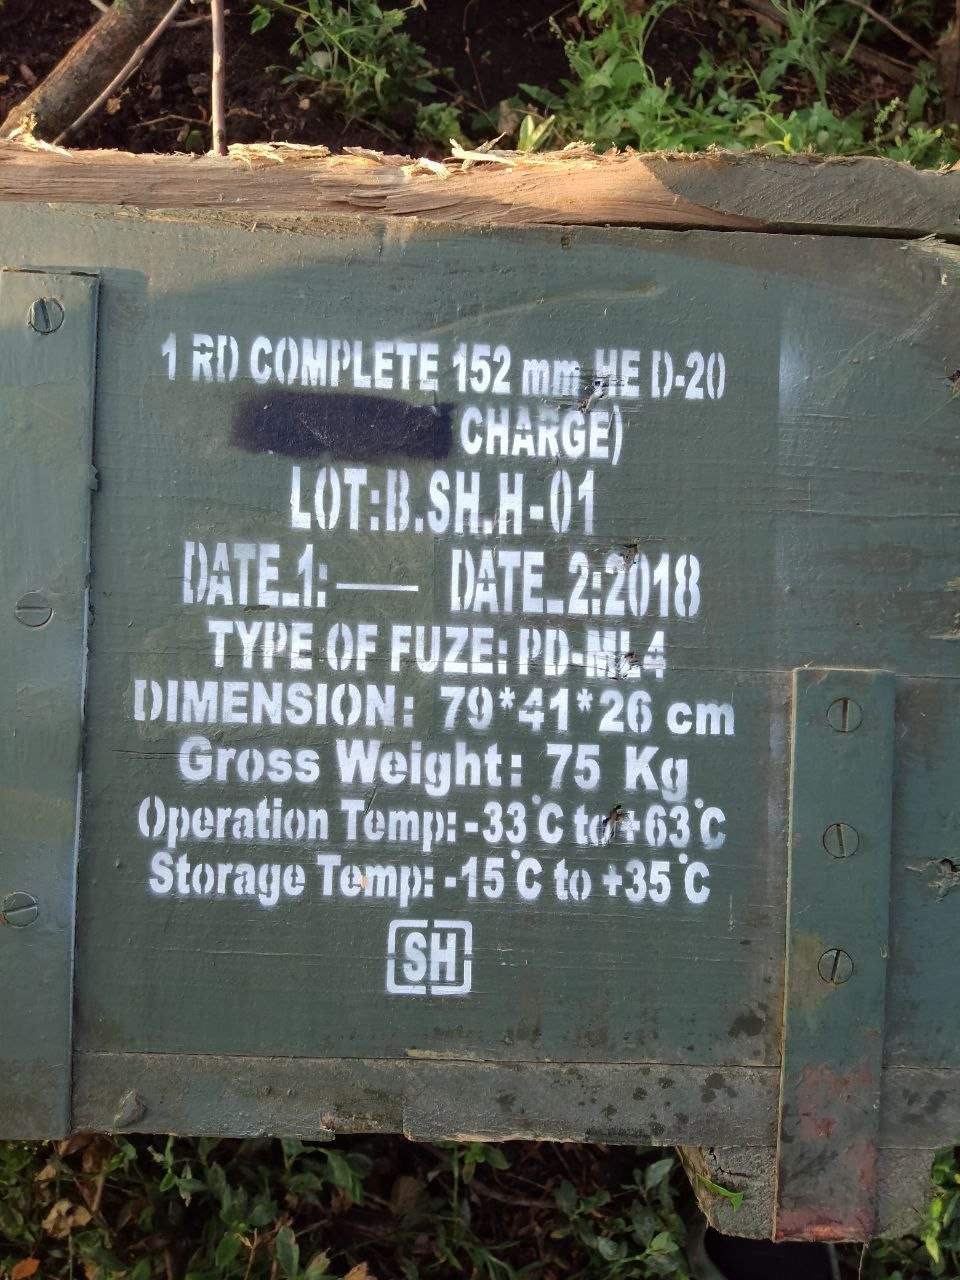 1 RD COMPLETE 152 mm HE D-20
CHARGE)
LOT:B.SH.H-01
DATE_1:— DATE_2:2018
TYPE OF FUZE: PD-ML4
DIMENSION: 79*41*26 cm
Gross Weight: 75 Kg
Operation Temp: -33°C to +63°C
Storage Temp: -15°C to +35°C
SH